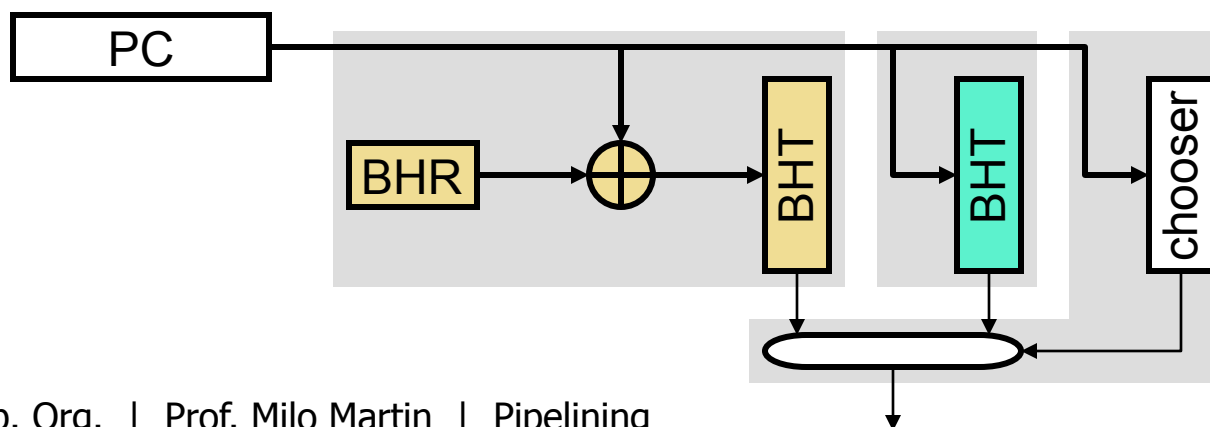 PC
BHR
BHT
BHT
chooser
Org. | Prof. Milo Martin | Pipelining